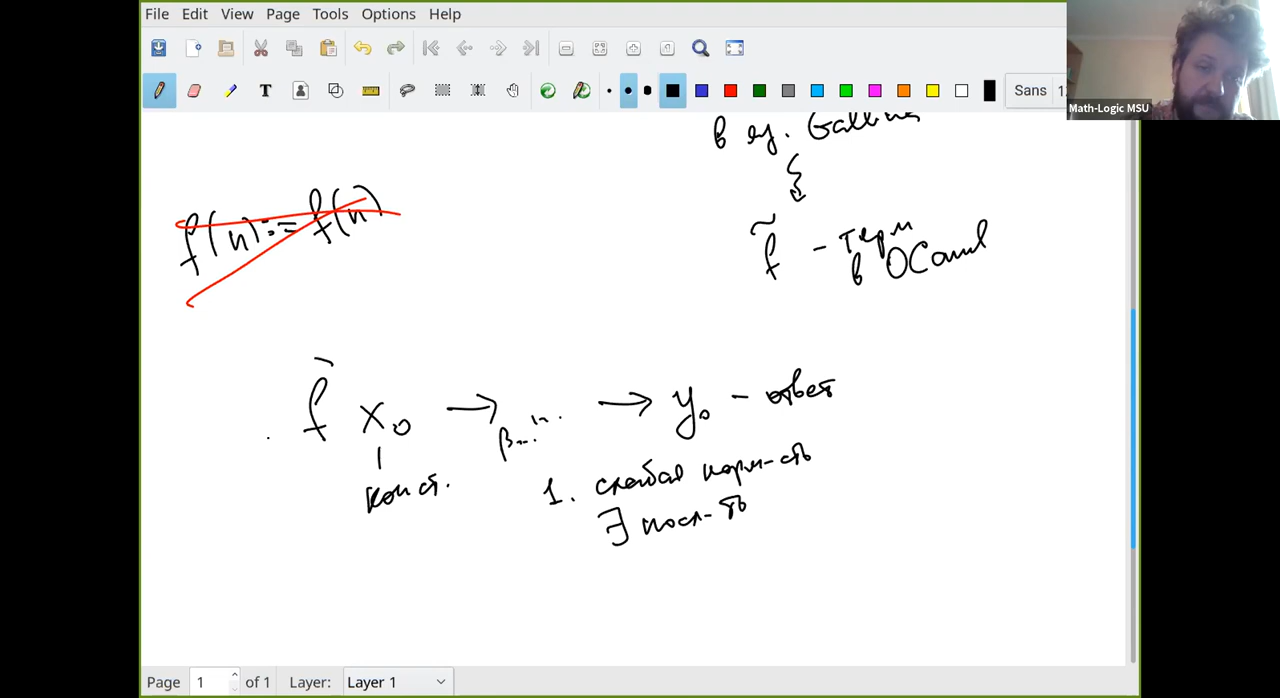 File Edit View Page Tools Options Help
Sans 1
Math-Logic MSU
в яз. Gallina
f(n) := f(n)
f̃ - терм
в OCaml
f̄ x₀ → β... → y₀ - ответ
конст.
1. слабая норм-сть
∃ посл-ть
Page 1 of 1 Layer: Layer 1